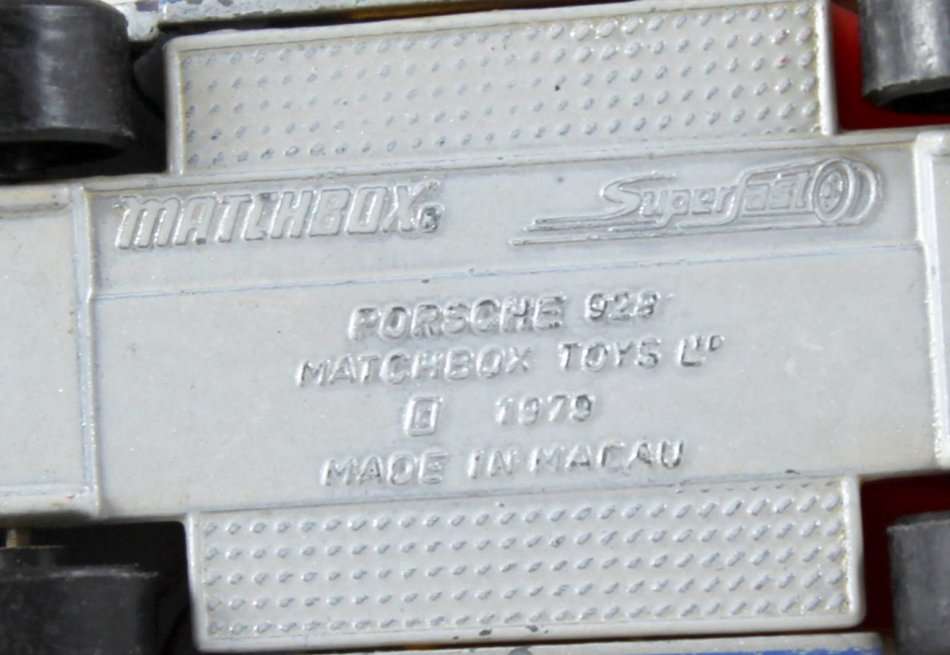 MATCHBOX® Superfast
PORSCHE 928
MATCHBOX TOYS LTD
© 1979
MADE IN MACAU